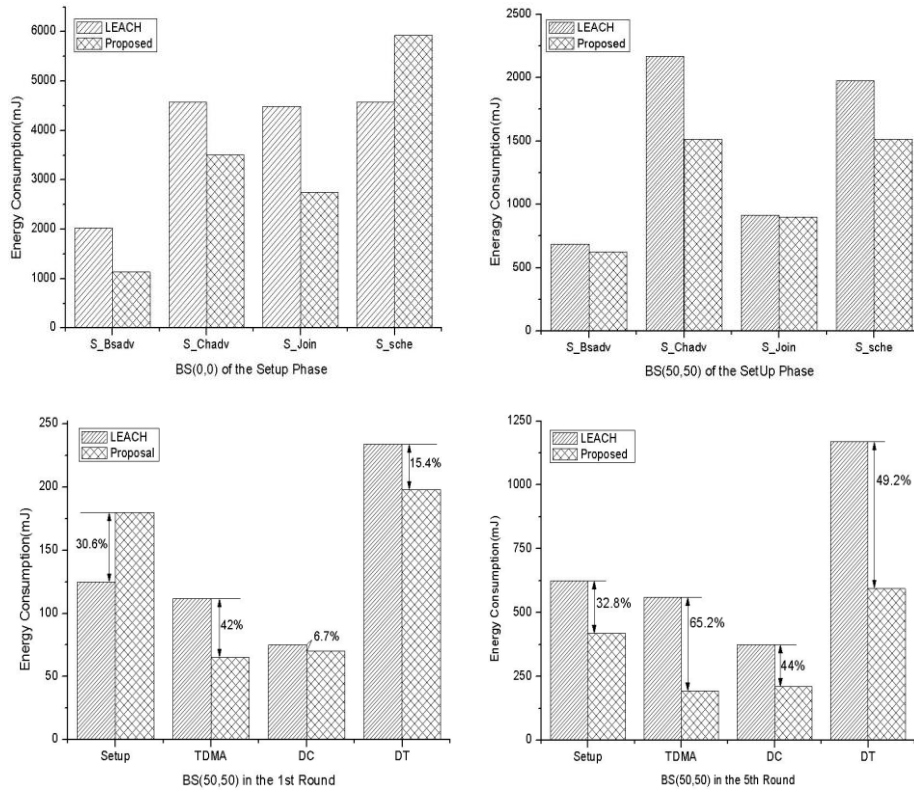 LEACH
Proposed
6000
5000
4000
3000
2000
1000
0
Energy Consumption(mJ)
S_Bsadv S_Chadv S_Join S_sche
BS(0,0) of the Setup Phase
LEACH
Proposed
2500
2000
1500
1000
500
0
Eneragy Consumption(mJ)
S_Bsadv S_Chadv S_Join S_sche
BS(50,50) of the SetUp Phase
LEACH
Proposal
250
200
150
100
50
0
Energy Consumption(mJ)
30.6%
42%
6.7%
15.4%
Setup TDMA DC DT
BS(50,50) in the 1st Round
LEACH
Proposed
1250
1000
750
500
250
0
Energy Consumption(mJ)
32.8%
65.2%
44%
49.2%
Setup TDMA DC DT
BS(50,50) in the 5th Round